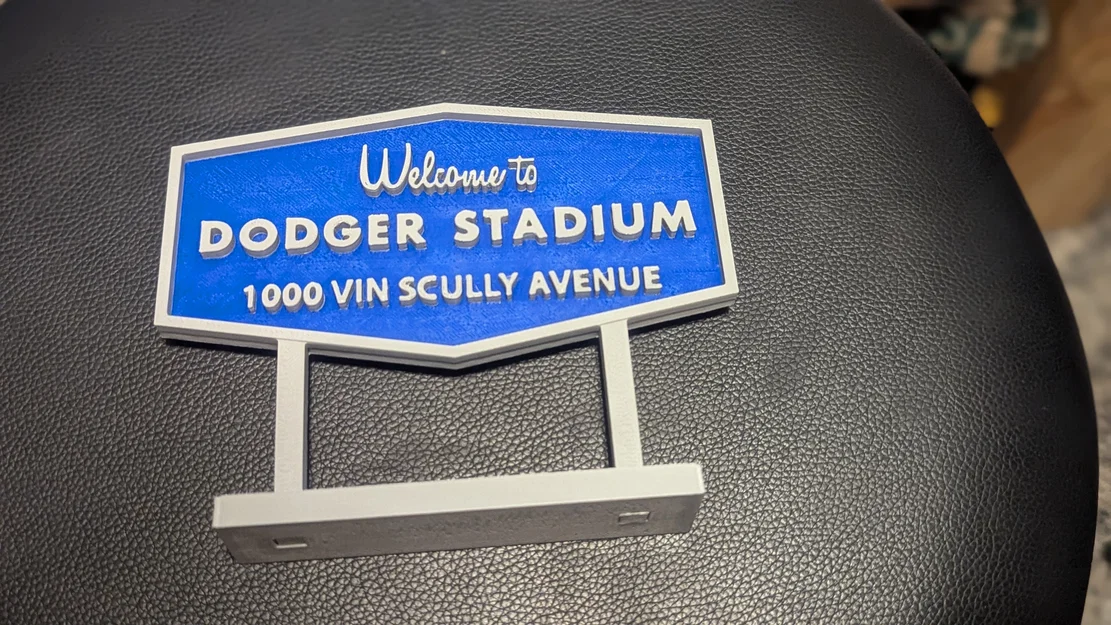 Welcome to
DODGER STADIUM
1000 VIN SCULLY AVENUE